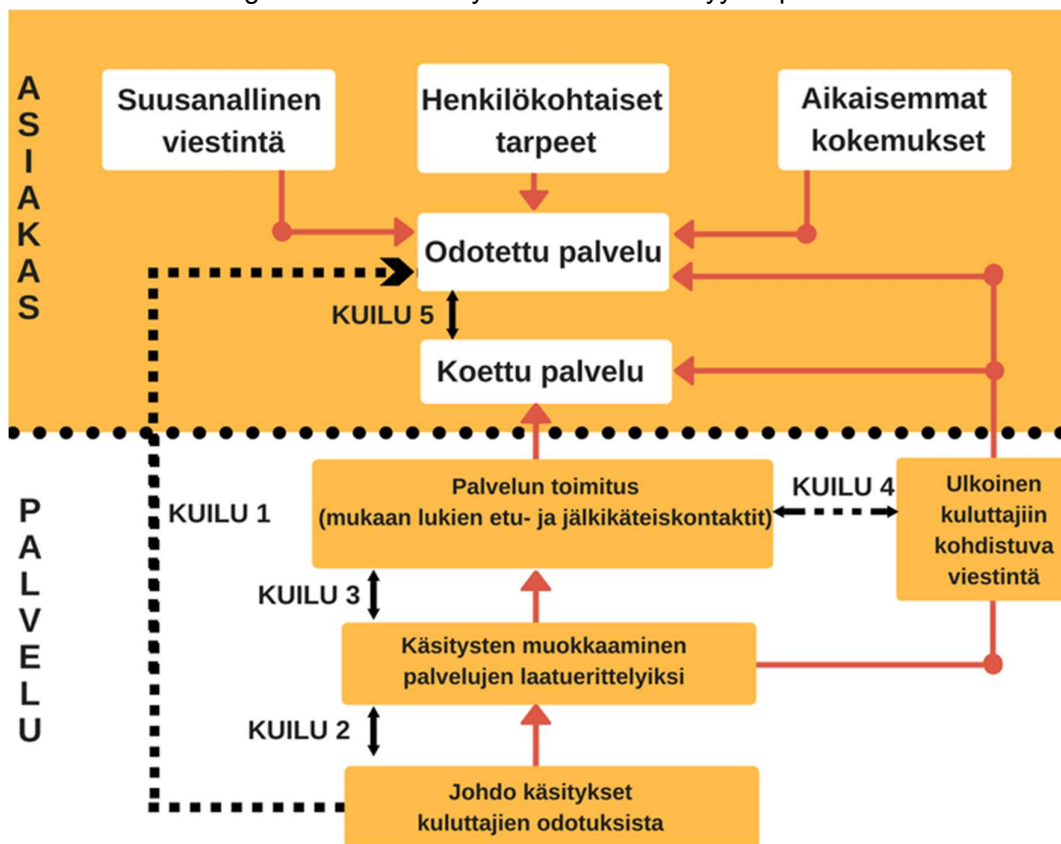 ASIAKAS
Suusanallinen
viestintä
Henkilökohtaiset
tarpeet
Aikaisemmat
kokemukset
Odotettu palvelu
KUILU 5
Koettu palvelu
PALVELU
KUILU 1
Palvelun toimitus
(mukaan lukien etu- ja jälkikäteiskontaktit)
KUILU 4
Ulkoinen
kuluttajiin
kohdistuva
viestintä
KUILU 3
Käsitysten muokkaaminen
palvelujen laatuerittelyiksi
KUILU 2
Johdo käsitykset
kuluttajien odotuksista